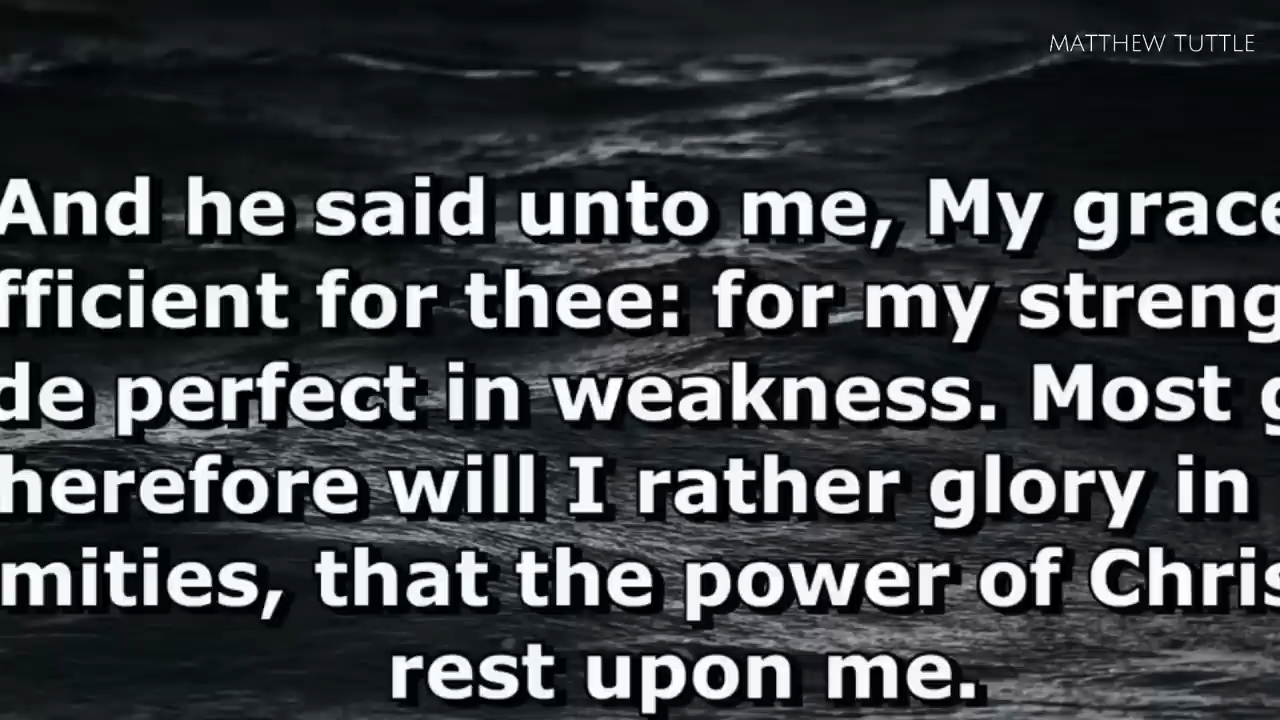 MATTHEW TUTTLE
And he said unto me, My grace
fficient for thee: for my streng
de perfect in weakness. Most g
herefore will I rather glory in
mities, that the power of Chris
rest upon me.